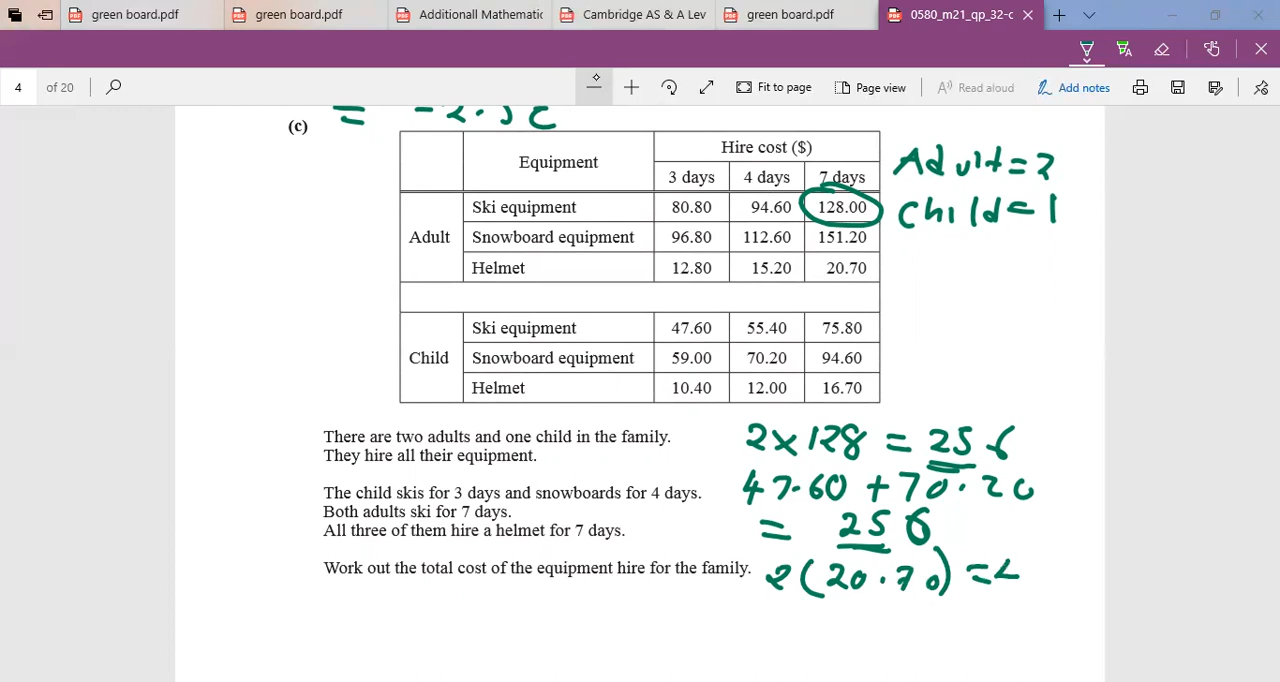 green board.pdf
green board.pdf
Additionall Mathematic
Cambridge AS & A Lev
green board.pdf
0580_m21_qp_32-c
4 of 20
Fit to page
Page view
Read aloud
Add notes
= -2.5c
(c)
Equipment
Hire cost ($)
3 days 4 days 7 days
Adult
Ski equipment 80.80 94.60 128.00
Snowboard equipment 96.80 112.60 151.20
Helmet 12.80 15.20 20.70
Child
Ski equipment 47.60 55.40 75.80
Snowboard equipment 59.00 70.20 94.60
Helmet 10.40 12.00 16.70
Adult = 2
Child = 1
There are two adults and one child in the family.
They hire all their equipment.
The child skis for 3 days and snowboards for 4 days.
Both adults ski for 7 days.
All three of them hire a helmet for 7 days.
Work out the total cost of the equipment hire for the family.
2 x 128 = 256
47.60 + 70.20
= 256
2 (20.70) = 4